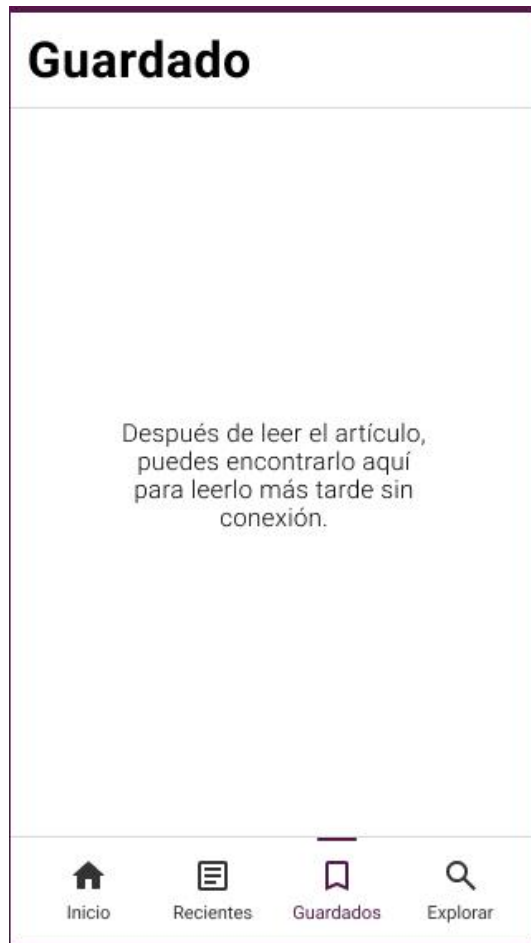 Guardado
Después de leer el artículo,
puedes encontrarlo aquí
para leerlo más tarde sin
conexión.
Inicio
Recientes
Guardados
Explorar